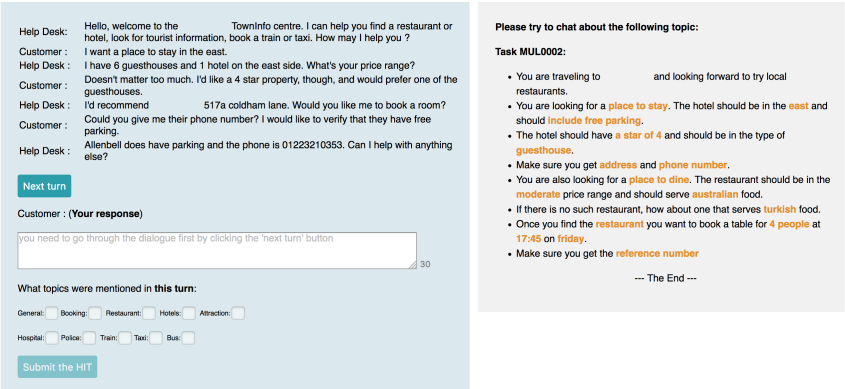 Help Desk: Hello, welcome to the TownInfo centre. I can help you find a restaurant or
hotel, look for tourist information, book a train or taxi. How may I help you ?
Customer : I want a place to stay in the east.
Help Desk : I have 6 guesthouses and 1 hotel on the east side. What's your price range?
Customer : Doesn't matter too much. I'd like a 4 star property, though, and would prefer one of the
guesthouses.
Help Desk : I'd recommend 517a coldham lane. Would you like me to book a room?
Customer : Could you give me their phone number? I would like to verify that they have free
parking.
Help Desk : Allenbell does have parking and the phone is 01223210353. Can I help with anything
else?
Next turn
Customer : (Your response)
you need to go through the dialogue first by clicking the 'next turn' button
30
What topics were mentioned in this turn:
General: Booking: Restaurant: Hotels: Attraction:
Hospital: Police: Train: Taxi: Bus:
Submit the HIT
Please try to chat about the following topic:
Task MUL0002:
• You are traveling to and looking forward to try local
restaurants.
• You are looking for a place to stay. The hotel should be in the east and
should include free parking.
• The hotel should have a star of 4 and should be in the type of
guesthouse.
• Make sure you get address and phone number.
• You are also looking for a place to dine. The restaurant should be in the
moderate price range and should serve australian food.
• If there is no such restaurant, how about one that serves turkish food.
• Once you find the restaurant you want to book a table for 4 people at
17:45 on friday.
• Make sure you get the reference number
--- The End ---